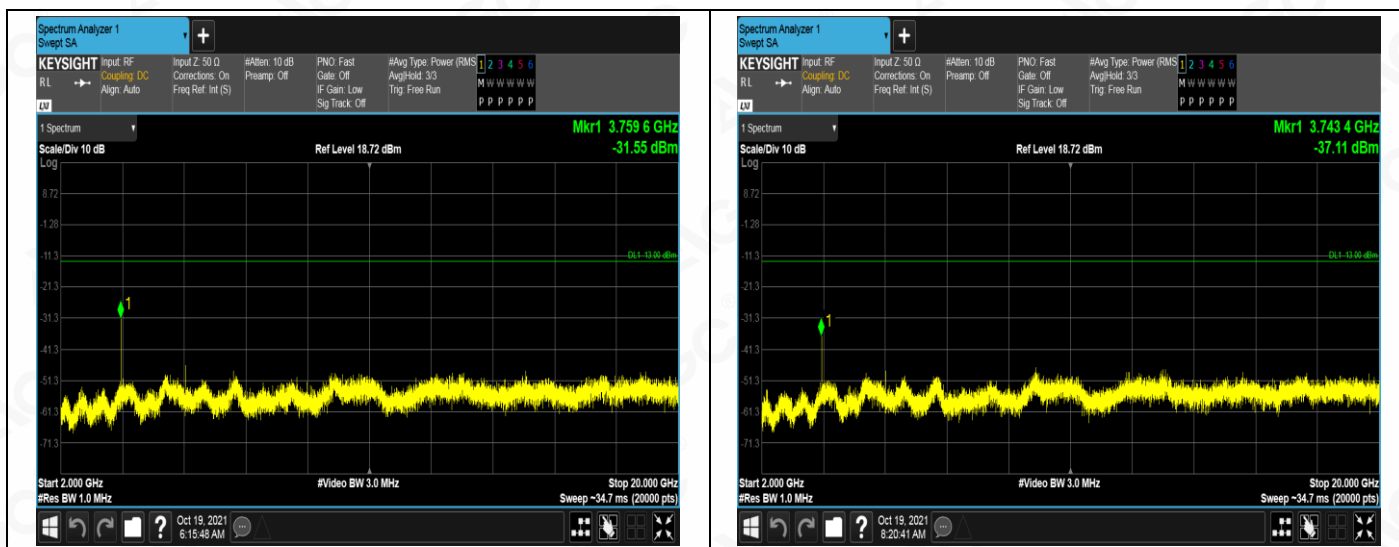 Spectrum Analyzer 1
Swept SA
+
KEYSIGHT
RL
LXI
Input: RF
Coupling: DC
Align: Auto
Input Z: 50 Ω
Corrections: On
Freq Ref: Int (S)
#Atten: 10 dB
Preamp: Off
PNO: Fast
Gate: Off
IF Gain: Low
Sig Track: Off
#Avg Type: Power (RMS
Avg|Hold: 3/3
Trig: Free Run
1 2 3 4 5 6
M W W W W W
P P P P P P
1 Spectrum
Mkr1 3.759 6 GHz
Scale/Div 10 dB
Ref Level 18.72 dBm
-31.55 dBm
Log
8.72
-1.28
-11.3
DL1 -13.00 dBm
-21.3
1
-31.3
-41.3
-51.3
-61.3
-71.3
Start 2.000 GHz
#Video BW 3.0 MHz
Stop 20.000 GHz
#Res BW 1.0 MHz
Sweep ~34.7 ms (20000 pts)
?
Oct 19, 2021
6:15:48 AM
Spectrum Analyzer 1
Swept SA
+
KEYSIGHT
RL
LXI
Input: RF
Coupling: DC
Align: Auto
Input Z: 50 Ω
Corrections: On
Freq Ref: Int (S)
#Atten: 10 dB
Preamp: Off
PNO: Fast
Gate: Off
IF Gain: Low
Sig Track: Off
#Avg Type: Power (RMS
Avg|Hold: 3/3
Trig: Free Run
1 2 3 4 5 6
M W W W W W
P P P P P P
1 Spectrum
Mkr1 3.743 4 GHz
Scale/Div 10 dB
Ref Level 18.72 dBm
-37.11 dBm
Log
8.72
-1.28
-11.3
DL1 -13.00 dBm
-21.3
1
-31.3
-41.3
-51.3
-61.3
-71.3
Start 2.000 GHz
#Video BW 3.0 MHz
Stop 20.000 GHz
#Res BW 1.0 MHz
Sweep ~34.7 ms (20000 pts)
?
Oct 19, 2021
8:20:41 AM